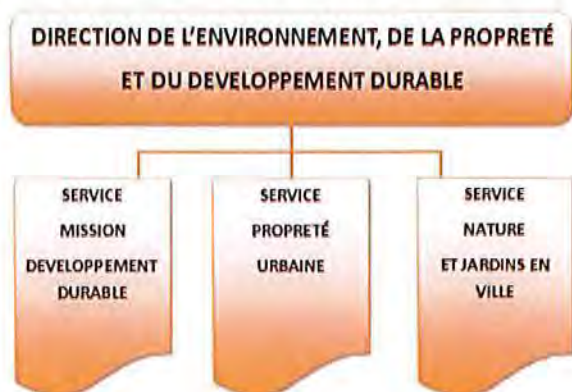 DIRECTION DE L'ENVIRONNEMENT, DE LA PROPRETÉ
ET DU DEVELOPPEMENT DURABLE
SERVICE
MISSION
DEVELOPPEMENT
DURABLE
SERVICE
PROPRETÉ
URBAINE
SERVICE
NATURE
ET JARDINS EN
VILLE